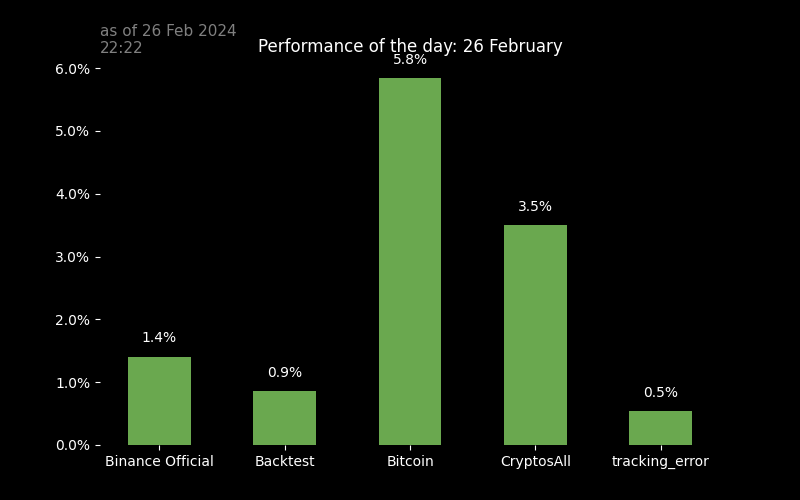 as of 26 Feb 2024
22:22
Performance of the day: 26 February
6.0%
5.0%
4.0%
3.0%
2.0%
1.0%
0.0%
1.4%
0.9%
5.8%
3.5%
0.5%
Binance Official
Backtest
Bitcoin
CryptosAll
tracking_error